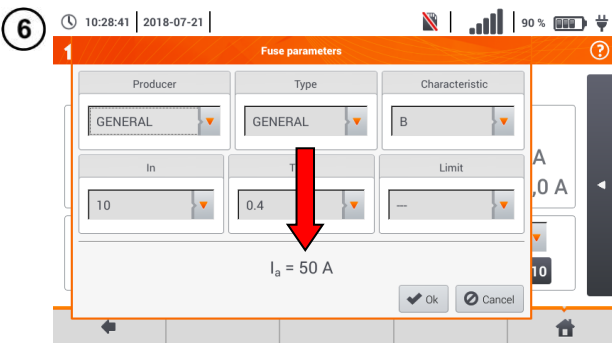 6
10:28:41 2018-07-21 90 %
1 Fuse parameters ?
Producer Type Characteristic
GENERAL GENERAL B
In T Limit
10 0.4 ---
A
,0 A
Ia = 50 A
10
Ok Cancel